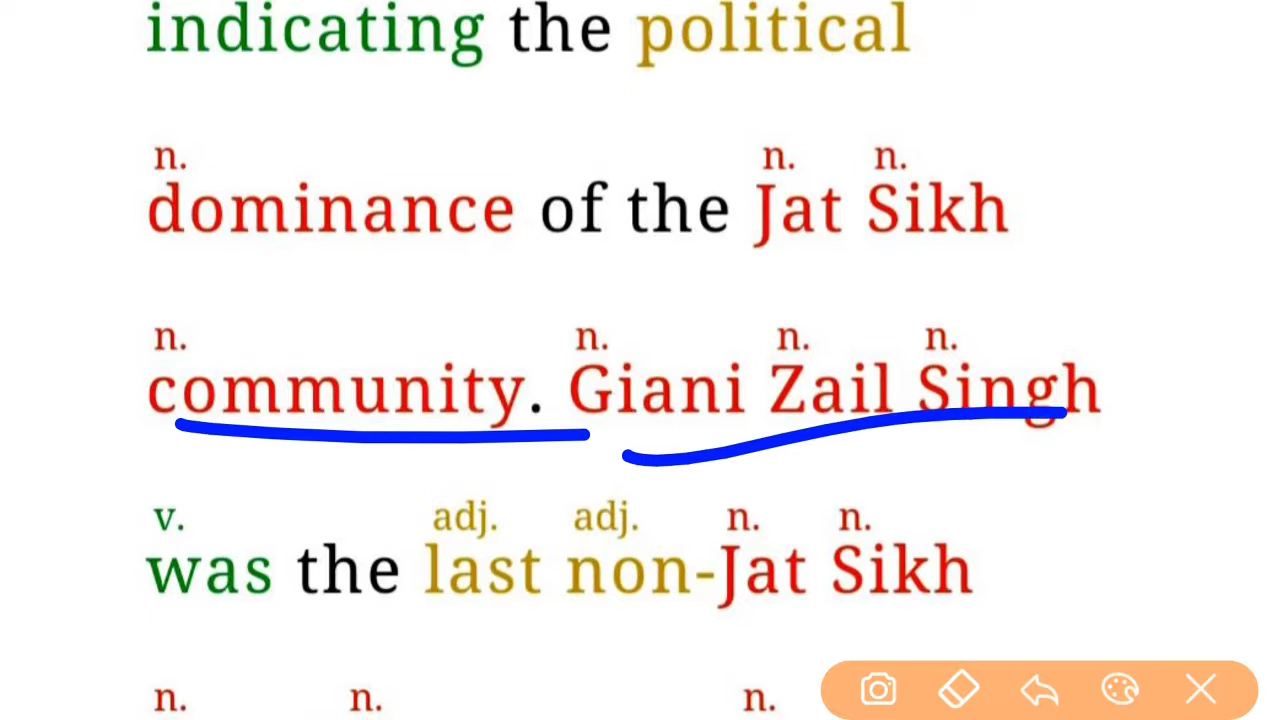 indicating the political
n. n. n.
dominance of the Jat Sikh
n. n. n. n.
community. Giani Zail Singh
v. adj. adj. n. n.
was the last non-Jat Sikh
n. n. n.